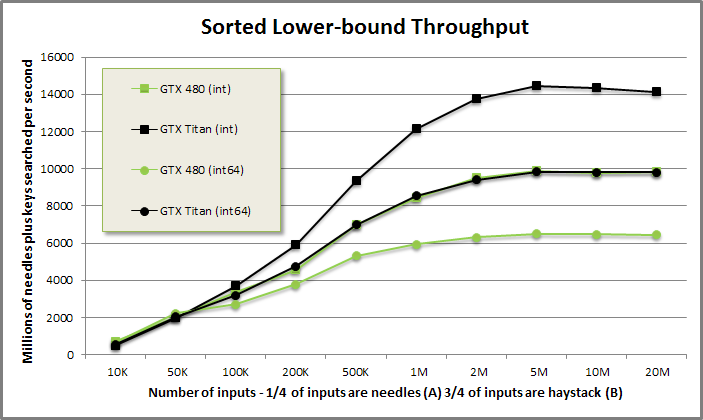 Sorted Lower-bound Throughput
Millions of needles plus keys searched per second
16000
14000
12000
10000
8000
6000
4000
2000
0
GTX 480 (int)
GTX Titan (int)
GTX 480 (int64)
GTX Titan (int64)
10K 50K 100K 200K 500K 1M 2M 5M 10M 20M
Number of inputs - 1/4 of inputs are needles (A) 3/4 of inputs are haystack (B)